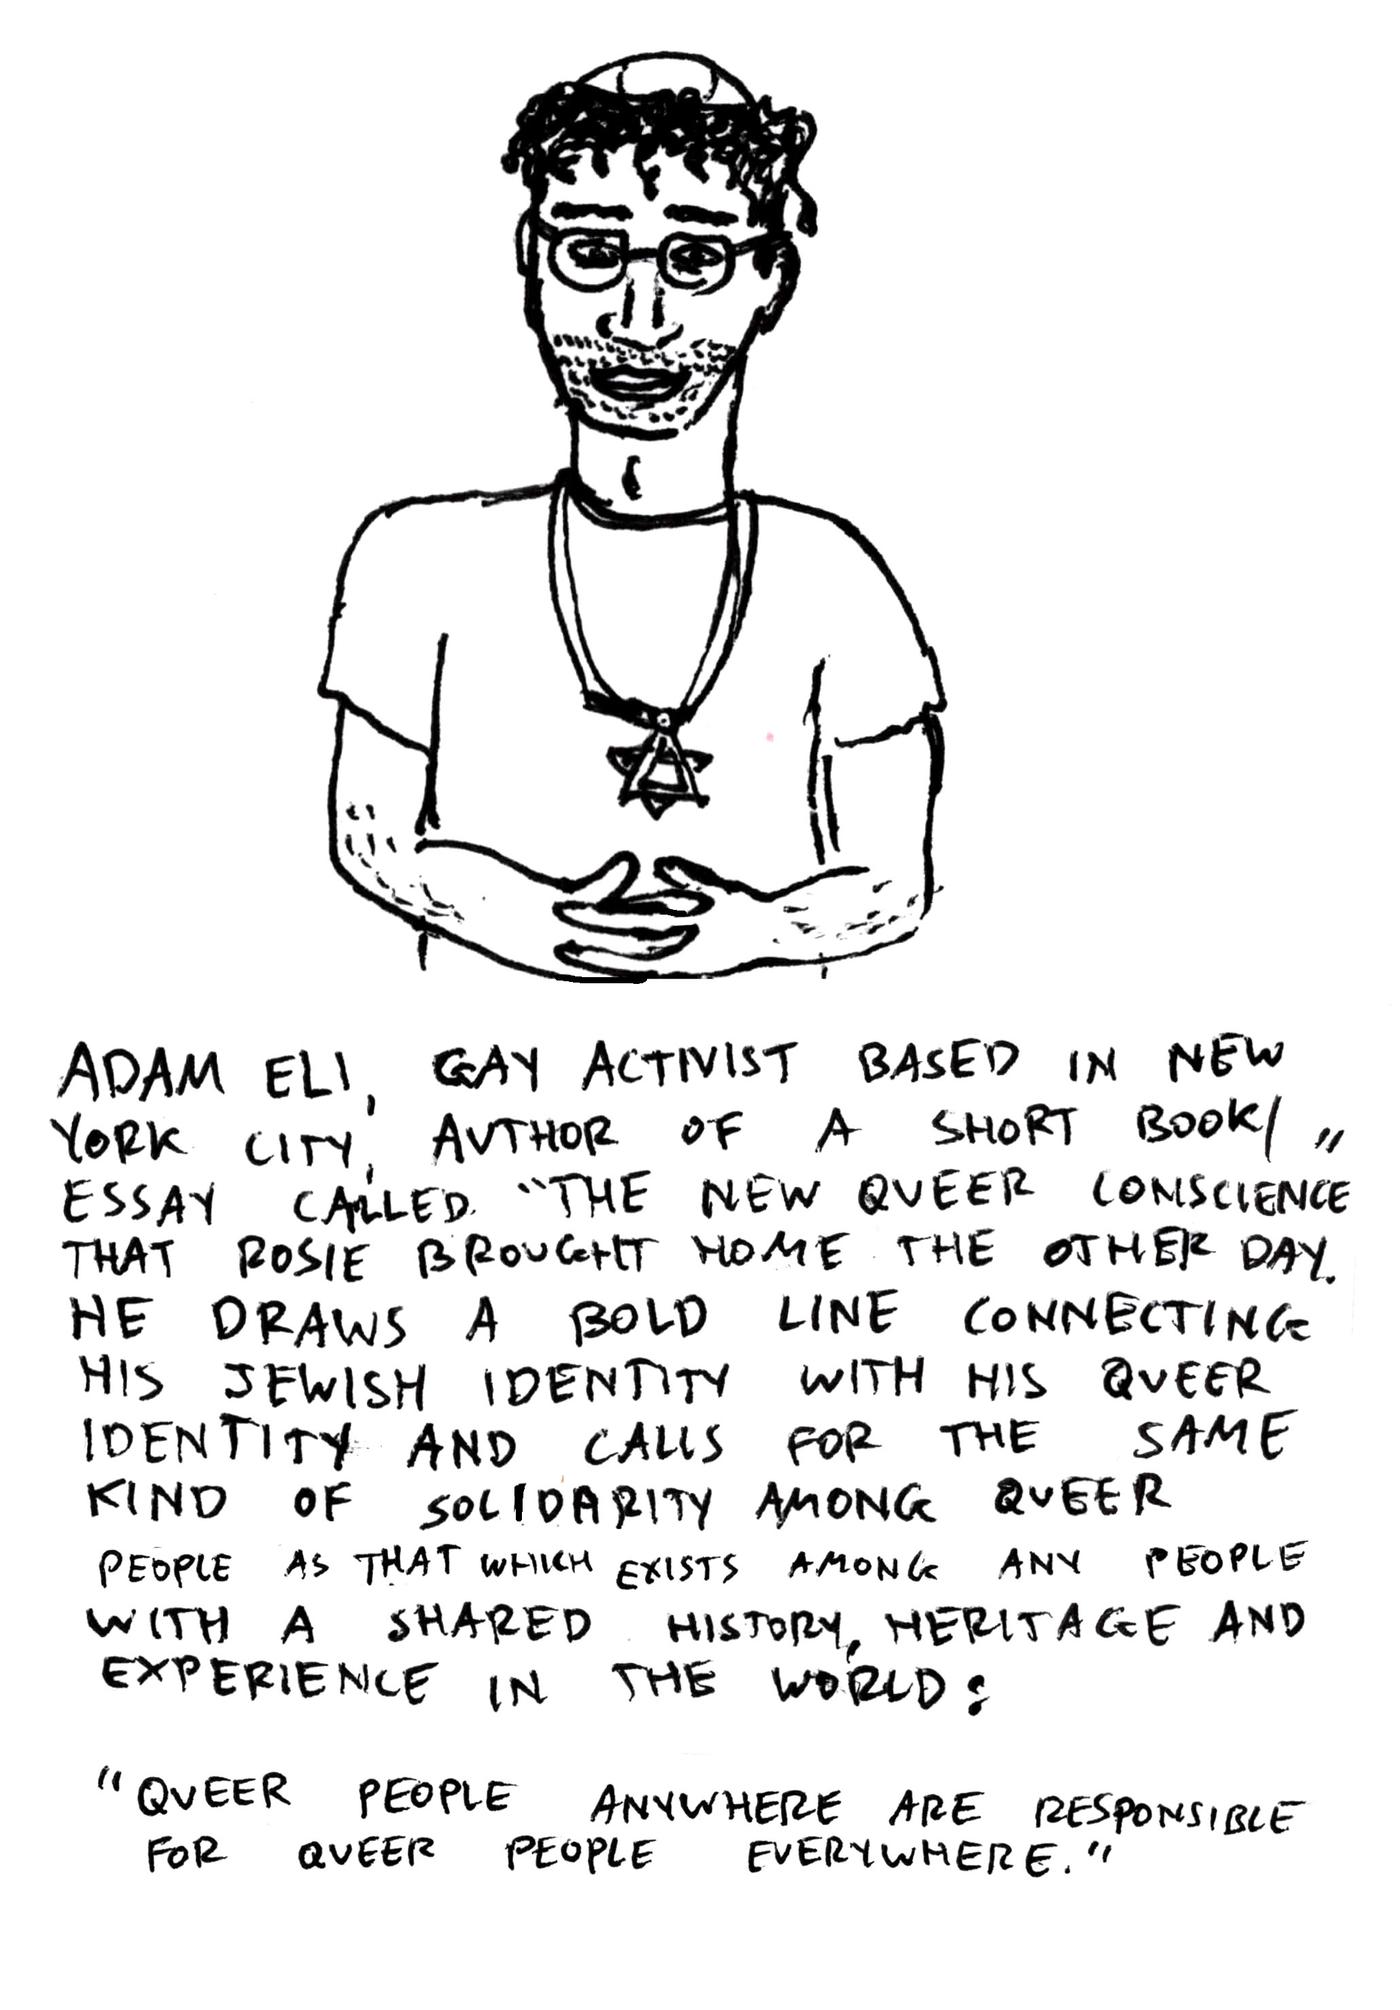 ADAM ELI, GAY ACTIVIST BASED IN NEW
YORK CITY, AUTHOR OF A SHORT BOOK/
ESSAY CALLED "THE NEW QUEER CONSCIENCE"
THAT ROSIE BROUGHT HOME THE OTHER DAY.
HE DRAWS A BOLD LINE CONNECTING
HIS JEWISH IDENTITY WITH HIS QUEER
IDENTITY AND CALLS FOR THE SAME
KIND OF SOLIDARITY AMONG QUEER
PEOPLE AS THAT WHICH EXISTS AMONG ANY PEOPLE
WITH A SHARED HISTORY, HERITAGE AND
EXPERIENCE IN THE WORLD:
"QUEER PEOPLE ANYWHERE ARE RESPONSIBLE
FOR QUEER PEOPLE EVERYWHERE."